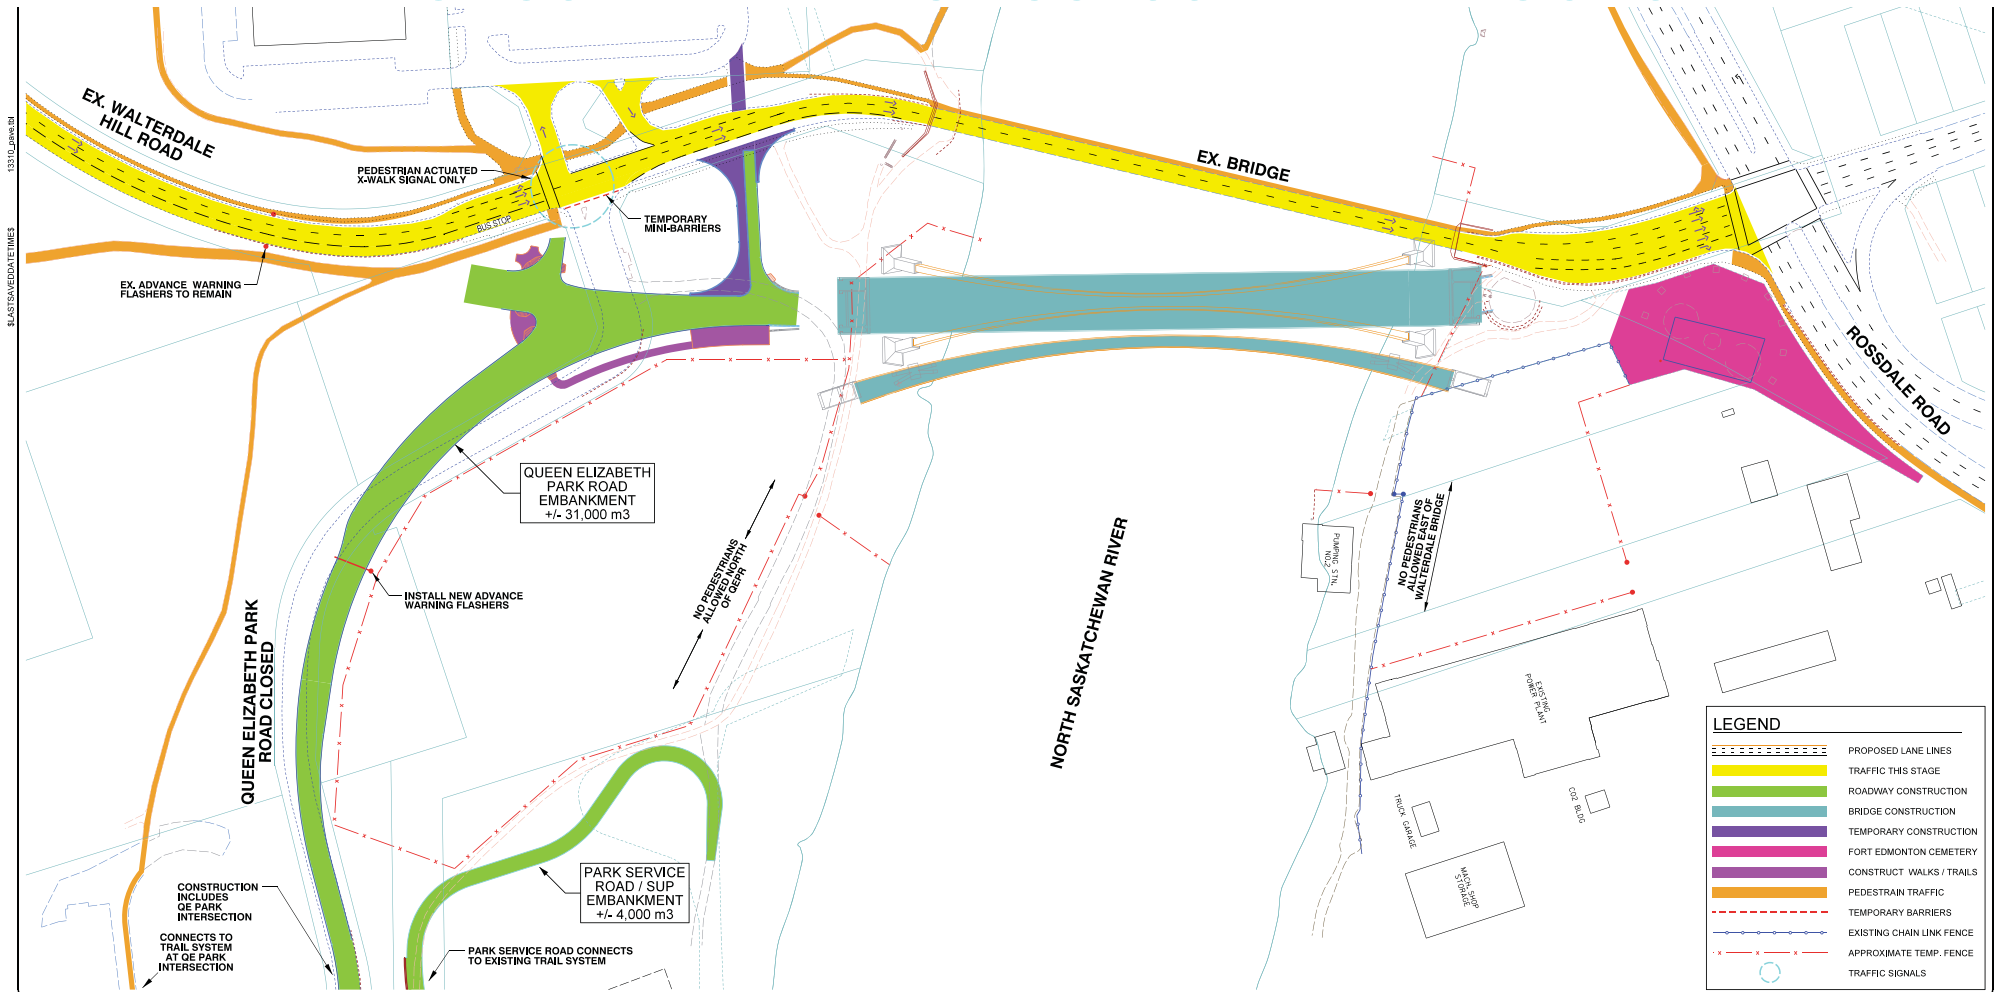 13310_pave.tbl
$LASTSAVEDDATETIME$
EX. WALTERDALE
HILL ROAD
PEDESTRIAN ACTUATED
X-WALK SIGNAL ONLY
BUS STOP
TEMPORARY
MINI-BARRIERS
EX. ADVANCE WARNING
FLASHERS TO REMAIN
EX. BRIDGE
ROSSDALE ROAD
QUEEN ELIZABETH
PARK ROAD
EMBANKMENT
+/- 31,000 m3
INSTALL NEW ADVANCE
WARNING FLASHERS
NO PEDESTRIANS
ALLOWED NORTH
OF QEPR
NORTH SASKATCHEWAN RIVER
PUMPING STN.
NO.2
NO PEDESTRIANS
ALLOWED EAST OF
WALTERDALE BRIDGE
QUEEN ELIZABETH PARK
ROAD CLOSED
EXISTING
POWER PLANT
TRUCK GARAGE
CO2 BLDG
MACH. SHOP
STORAGE
PARK SERVICE
ROAD / SUP
EMBANKMENT
+/- 4,000 m3
CONSTRUCTION
INCLUDES
QE PARK
INTERSECTION
CONNECTS TO
TRAIL SYSTEM
AT QE PARK
INTERSECTION
PARK SERVICE ROAD CONNECTS
TO EXISTING TRAIL SYSTEM
LEGEND
PROPOSED LANE LINES
TRAFFIC THIS STAGE
ROADWAY CONSTRUCTION
BRIDGE CONSTRUCTION
TEMPORARY CONSTRUCTION
FORT EDMONTON CEMETERY
CONSTRUCT WALKS / TRAILS
PEDESTRAIN TRAFFIC
TEMPORARY BARRIERS
EXISTING CHAIN LINK FENCE
APPROXIMATE TEMP. FENCE
TRAFFIC SIGNALS